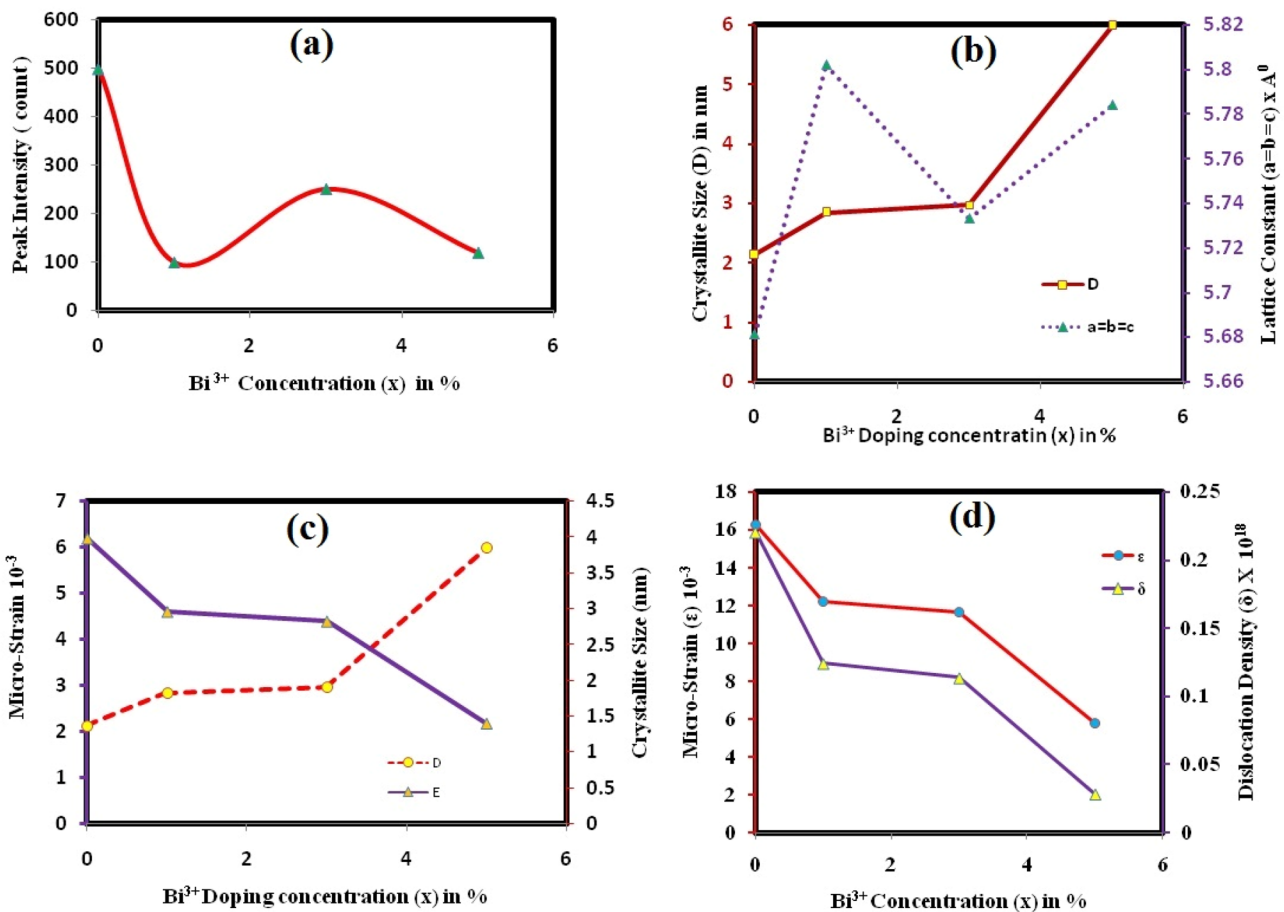 (a)
Peak Intensity ( count )
600
500
400
300
200
100
0
0 2 4 6
Bi³⁺ Concentration (x) in %
(b)
Crystallite Size (D) in nm
6
5
4
3
2
1
0
D
a=b=c
5.82
5.8
5.78
5.76
5.74
5.72
5.7
5.68
5.66
Lattice Constant (a=b=c) x A⁰
0 2 4 6
Bi³⁺ Doping concentratin (x) in %
(c)
Micro-Strain 10⁻³
7
6
5
4
3
2
1
0
D
E
4.5
4
3.5
3
2.5
2
1.5
1
0.5
0
Crystallite Size (nm)
0 2 4 6
Bi³⁺ Doping concentration (x) in %
(d)
Micro-Strain (ε) 10⁻³
18
16
14
12
10
8
6
4
2
0
ε
δ
0.25
0.2
0.15
0.1
0.05
0
Dislocation Density (δ) X 10¹⁸
0 2 4 6
Bi³⁺ Concentration (x) in %